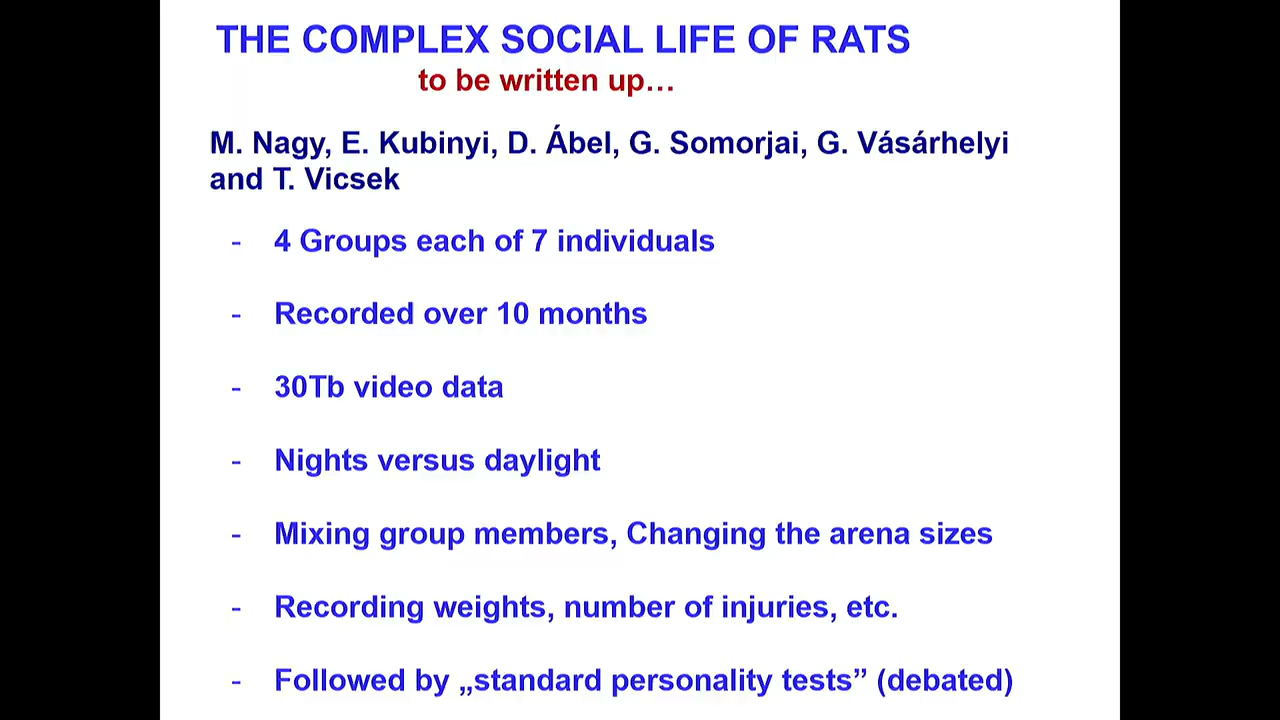 THE COMPLEX SOCIAL LIFE OF RATS
to be written up…
M. Nagy, E. Kubinyi, D. Ábel, G. Somorjai, G. Vásárhelyi
and T. Vicsek
- 4 Groups each of 7 individuals
- Recorded over 10 months
- 30Tb video data
- Nights versus daylight
- Mixing group members, Changing the arena sizes
- Recording weights, number of injuries, etc.
- Followed by „standard personality tests” (debated)